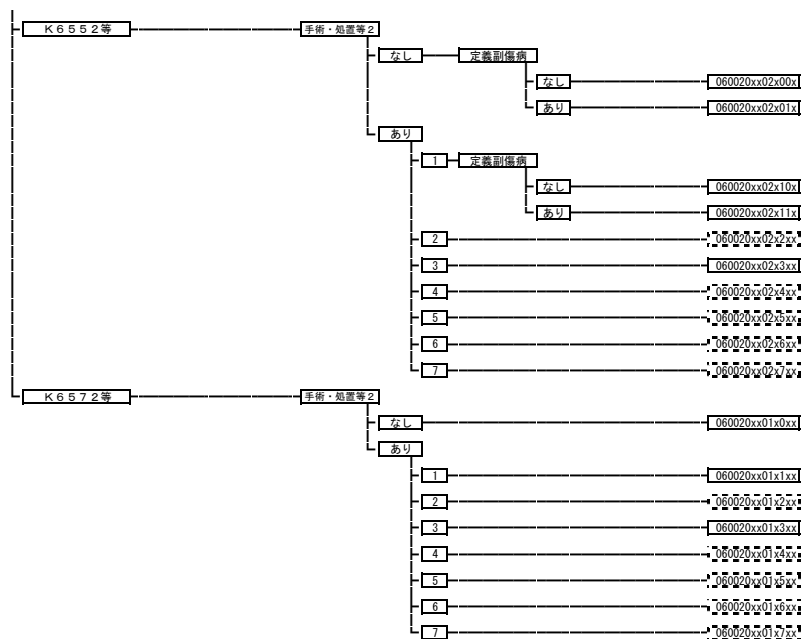 K6552等 手術・処置等2
なし 定義副傷病
なし 060020xx02x00x
あり 060020xx02x01x
あり
1 定義副傷病
なし 060020xx02x10x
あり 060020xx02x11x
2 060020xx02x2xx
3 060020xx02x3xx
4 060020xx02x4xx
5 060020xx02x5xx
6 060020xx02x6xx
7 060020xx02x7xx
K6572等 手術・処置等2
なし 060020xx01x0xx
あり
1 060020xx01x1xx
2 060020xx01x2xx
3 060020xx01x3xx
4 060020xx01x4xx
5 060020xx01x5xx
6 060020xx01x6xx
7 060020xx01x7xx